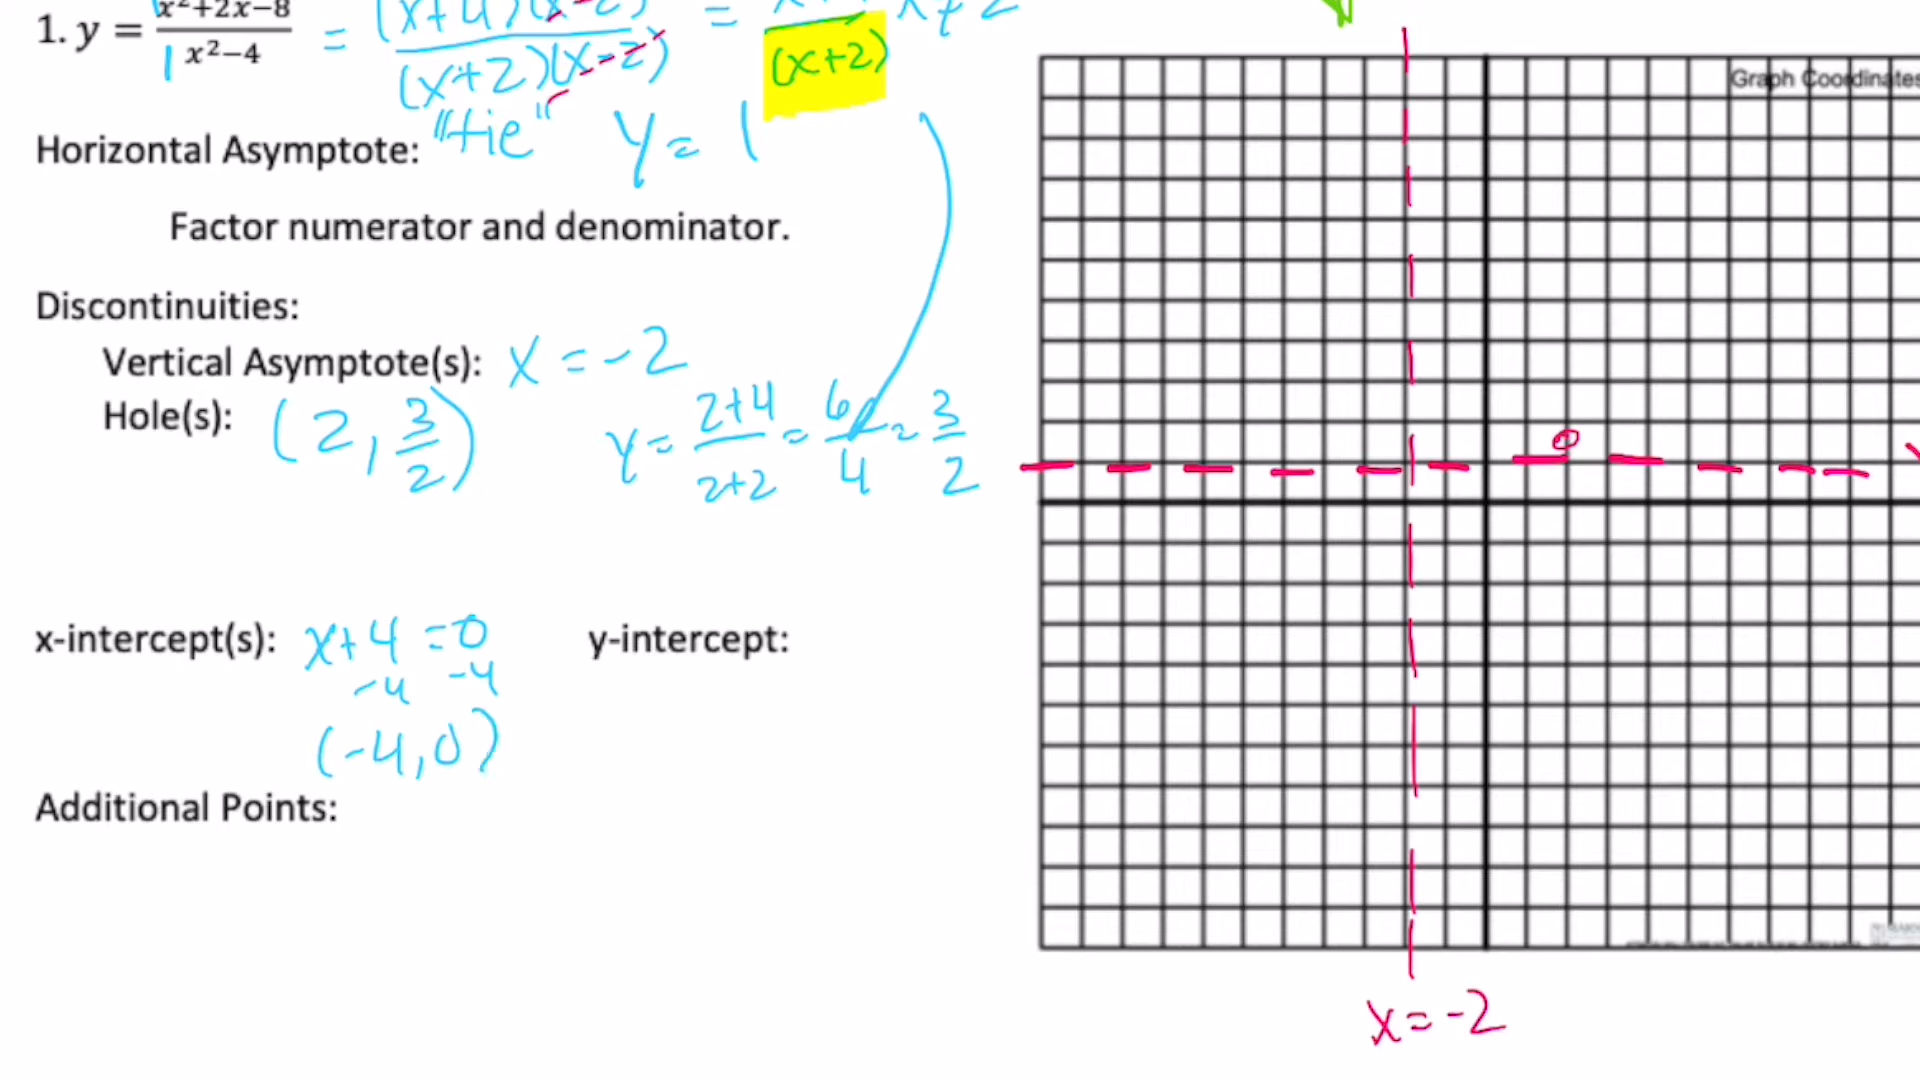 1. y = x²+2x−8 / x²−4 = (x+4)(x-2) / (x+2)(x-2) = (x+2) x≠2
Horizontal Asymptote: "tie" y = 1
Factor numerator and denominator.
Discontinuities:
Vertical Asymptote(s): x = -2
Hole(s): (2, 3/2) y = 2+4 / 2+2 = 6/4 = 3/2
x-intercept(s): x+4 = 0
-4 -4
(-4,0)
y-intercept:
Additional Points:
Graph Coordinates
x = -2